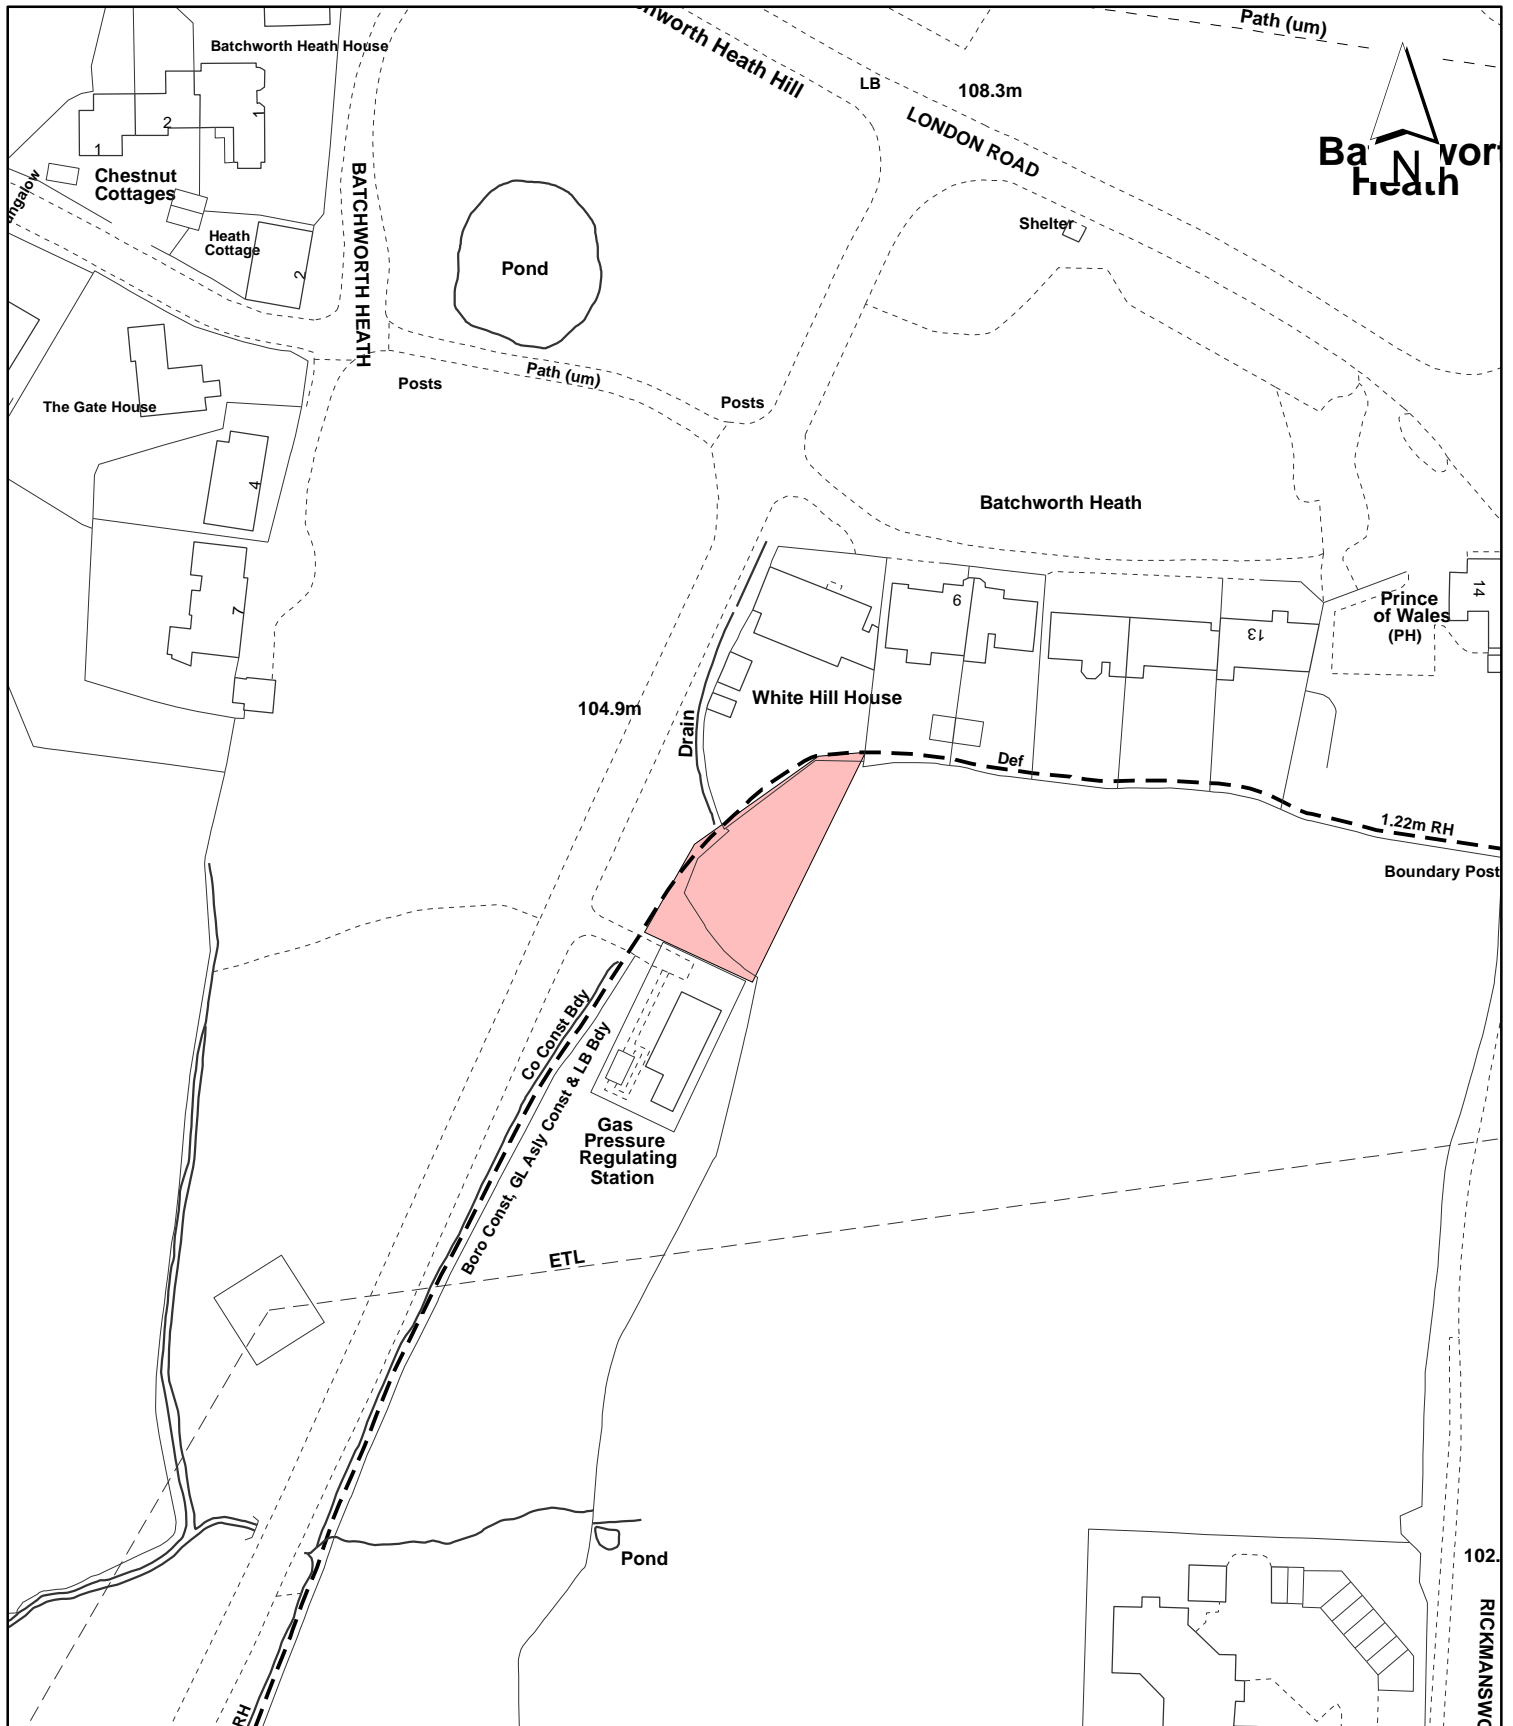 Path (um)
Batchworth Heath House
LB
108.3m
LONDON ROAD
Heath Hill
N
Heath
1
2
1
Chestnut
Cottages
BATCHWORTH HEATH
Heath
Cottage
2
Shelter
Pond
Path (um)
Posts
Posts
The Gate House
4
Batchworth Heath
7
9
13
14
Prince
of Wales
(PH)
White Hill House
104.9m
Drain
Def
1.22m RH
Boundary Post
Co Const Bdy
Boro Const, GL Asly Const & LB Bdy
Gas
Pressure
Regulating
Station
ETL
Pond
102.
RH